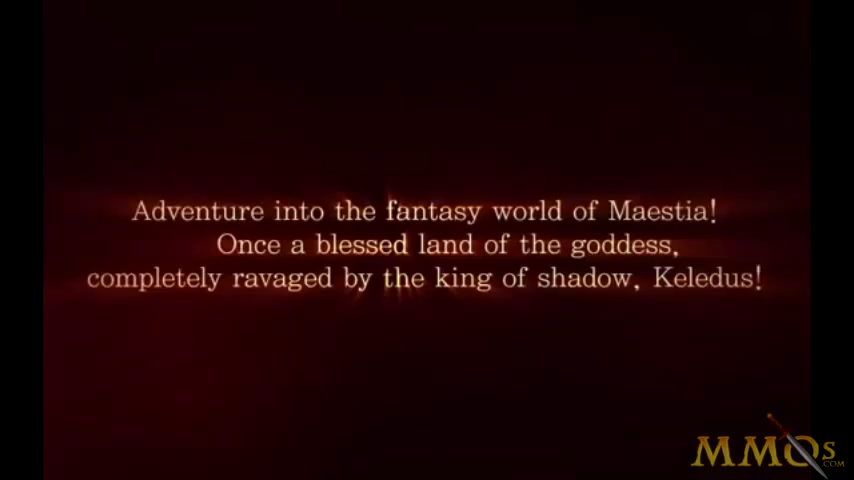 Adventure into the fantasy world of Maestia!
Once a blessed land of the goddess,
completely ravaged by the king of shadow, Keledus!
MMOs.COM